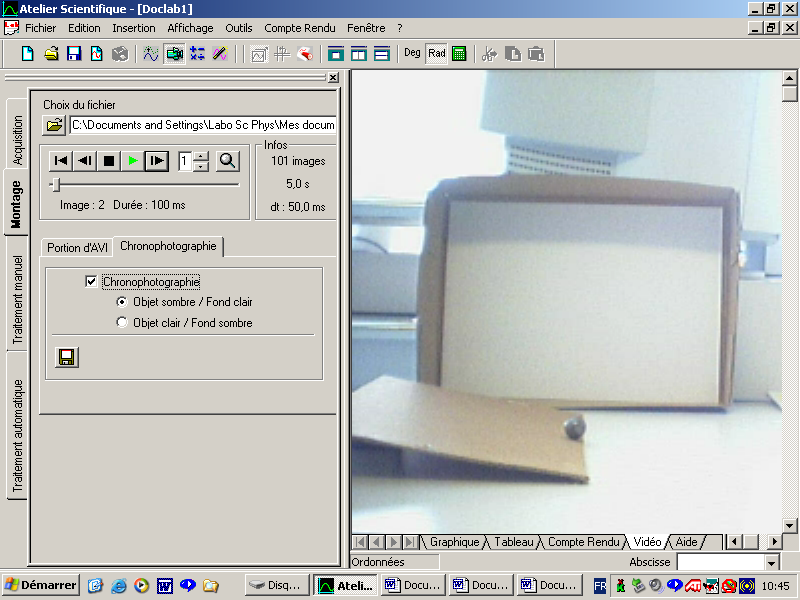 Atelier Scientifique - [Doclab1]
Fichier Edition Insertion Affichage Outils Compte Rendu Fenêtre ?
Deg Rad
Choix du fichier
C:\Documents and Settings\Labo Sc Phys\Mes docum
1
Infos
101 images
5,0 s
dt : 50,0 ms
Image : 2 Durée : 100 ms
Portion d'AVI Chronophotographie
Chronophotographie
Objet sombre / Fond clair
Objet clair / Fond sombre
Acquisition
Montage
Traitement manuel
Traitement automatique
Graphique Tableau Compte Rendu Vidéo Aide
Ordonnées Abscisse
Démarrer Disq... Ateli... Docu... Docu... Docu... FR 10:45